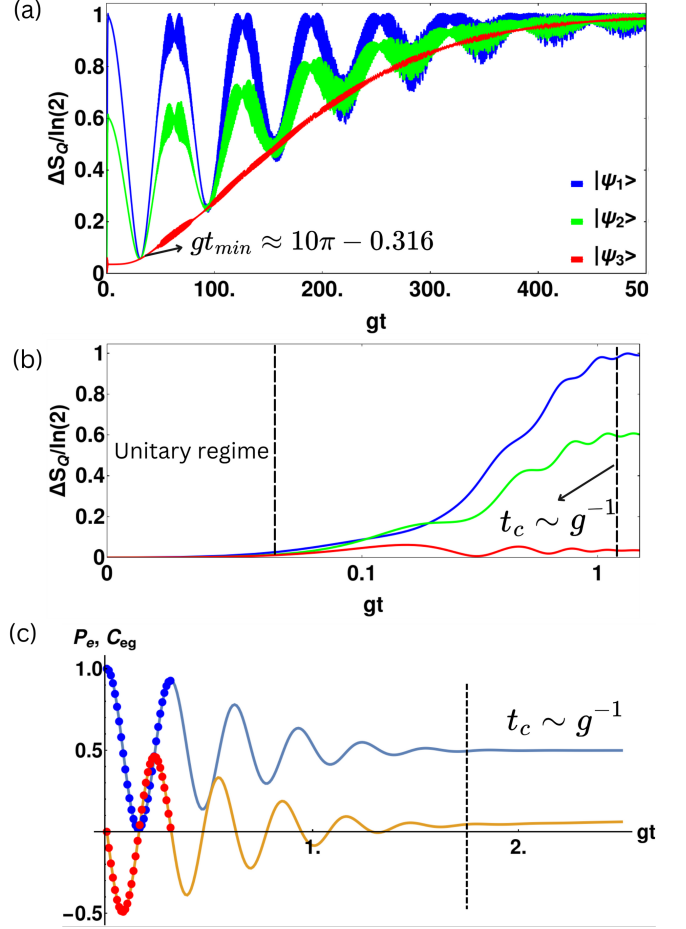 (a)
1
0.8
0.6
0.4
0.2
0
ΔS_Q/ln(2)
|ψ₁>
|ψ₂>
|ψ₃>
gt_min ≈ 10π − 0.316
0. 100. 200. 300. 400. 50
gt
(b)
1
0.8
0.6
0.4
0.2
0
ΔS_Q/ln(2)
Unitary regime
t_c ∼ g⁻¹
0 0.1 1
gt
(c)
P_e, C_eg
1.0
0.5
0
−0.5
t_c ∼ g⁻¹
1. 2.
gt